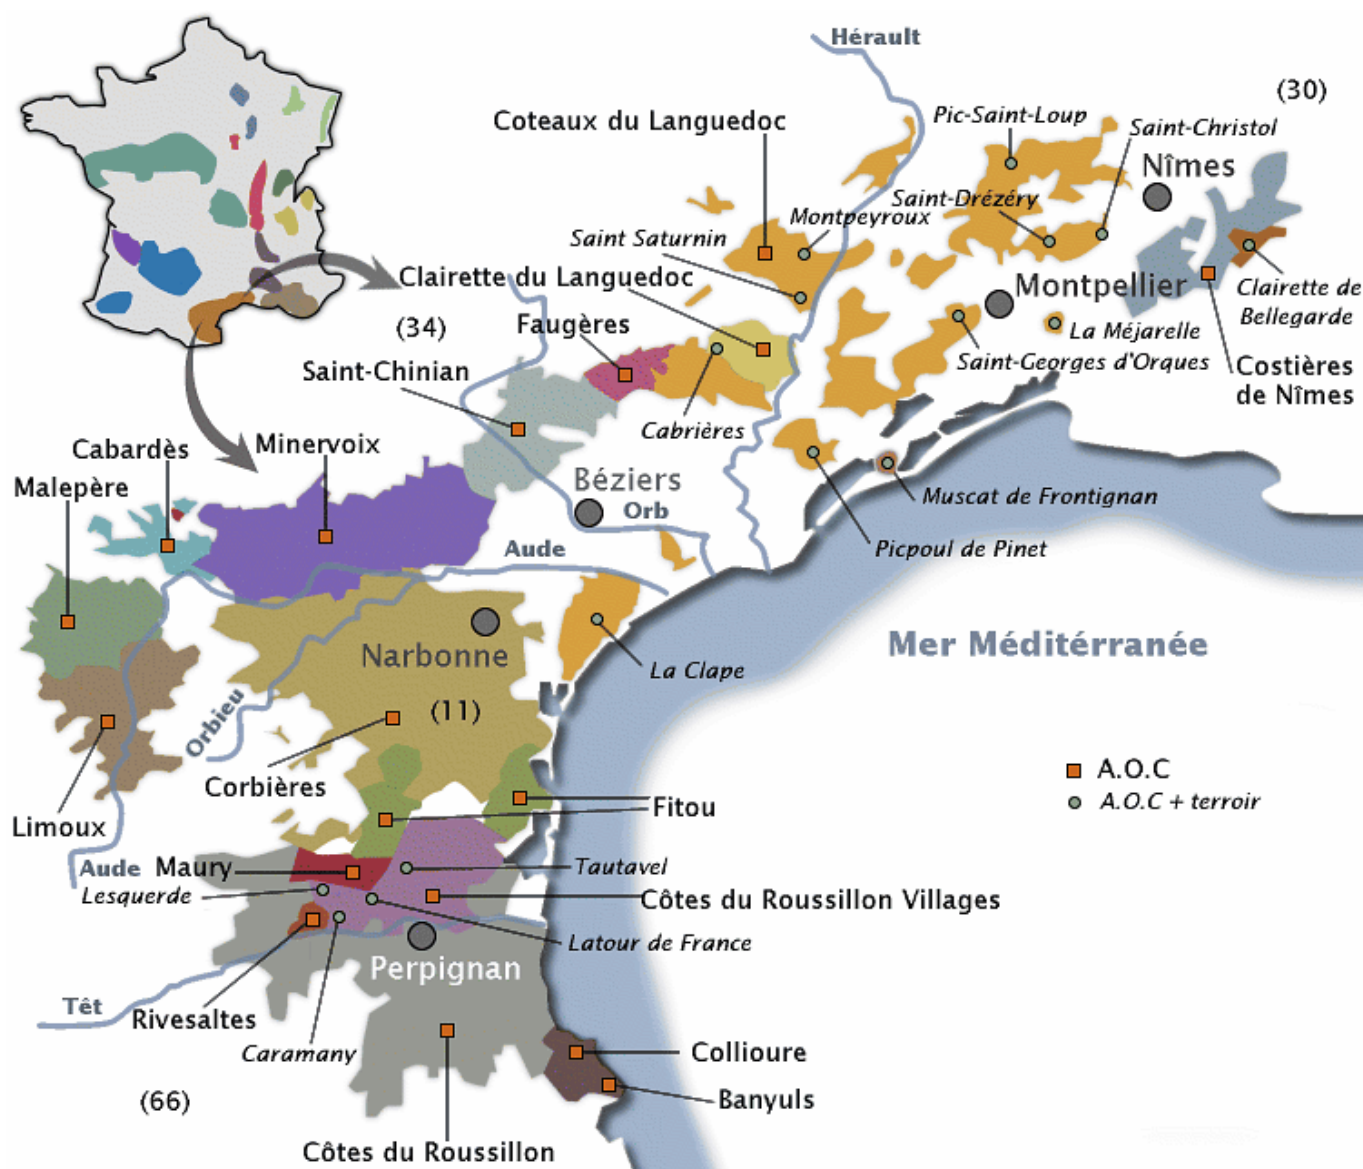 Hérault
(30)
Coteaux du Languedoc
Pic-Saint-Loup
Saint-Christol
Nîmes
Saint-Drézéry
Montpeyroux
Saint Saturnin
Clairette du Languedoc
Montpellier
Clairette de
Bellegarde
(34)
Faugères
La Méjarelle
Saint-Georges d'Orques
Costières
de Nîmes
Saint-Chinian
Cabrières
Minervoix
Cabardès
Malepère
Béziers
Orb
Muscat de Frontignan
Aude
Picpoul de Pinet
Mer Méditérranée
Narbonne
La Clape
(11)
Orbieu
Corbières
A.O.C
A.O.C + terroir
Fitou
Limoux
Aude
Maury
Tautavel
Lesquerde
Côtes du Roussillon Villages
Latour de France
Perpignan
Têt
Rivesaltes
Caramany
Collioure
Banyuls
(66)
Côtes du Roussillon